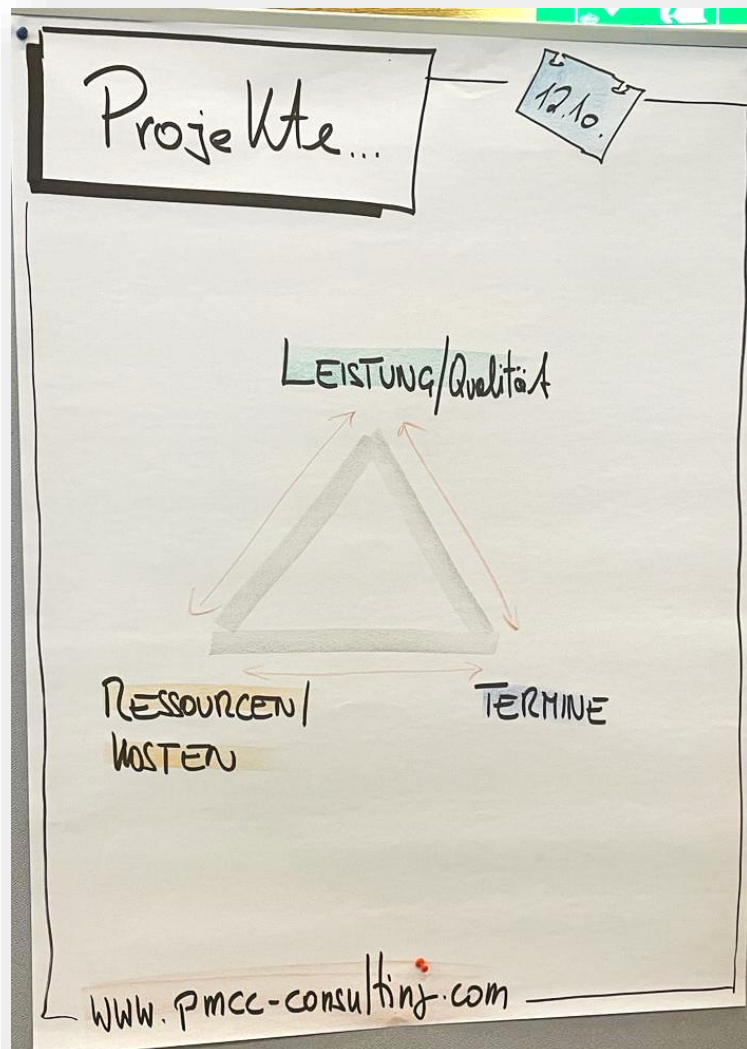 Projekte...
12.10.
LEISTUNG/Qualität
RESSOURCEN/
KOSTEN
TERMINE
www.pmcc-consulting.com